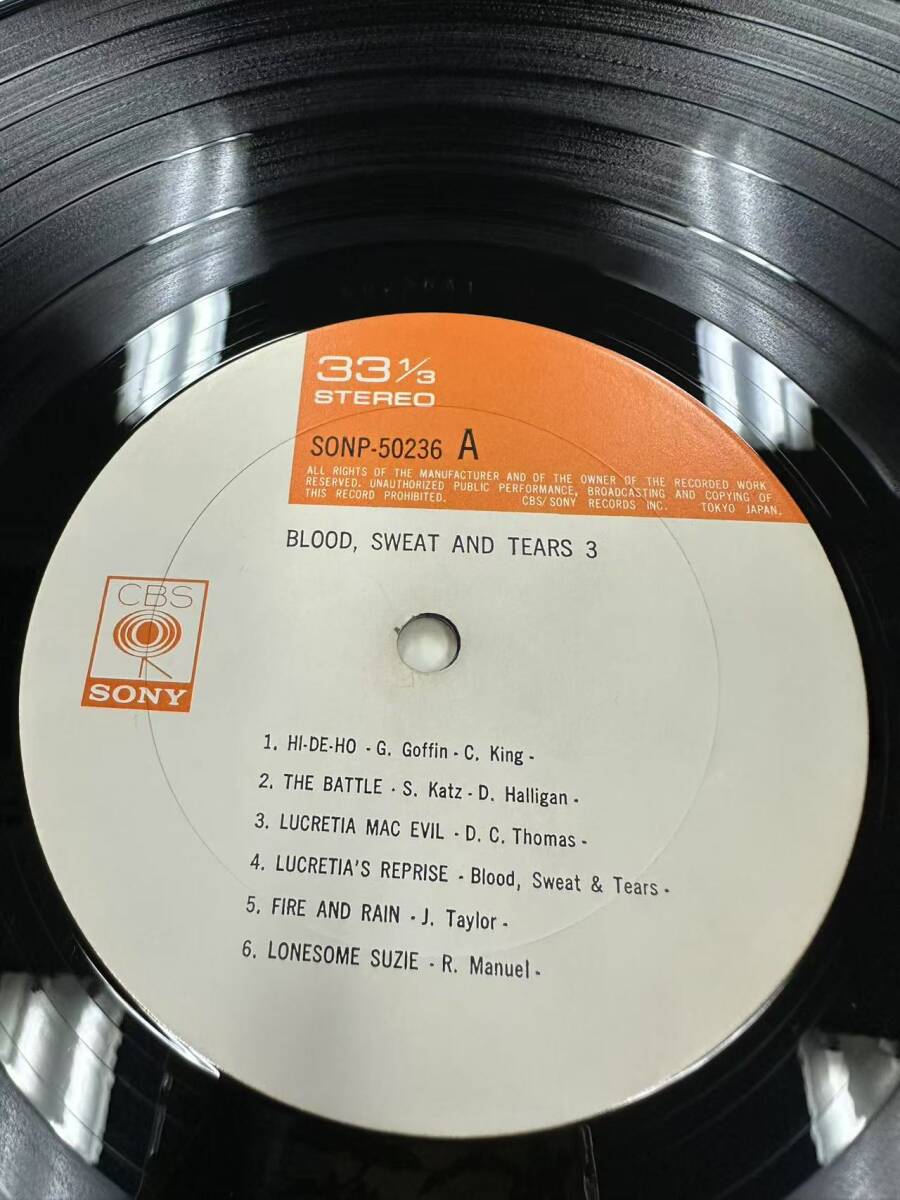 33 1/3
STEREO
SONP-50236 A
ALL RIGHTS OF THE MANUFACTURER AND OF THE OWNER OF THE RECORDED WORK
RESERVED. UNAUTHORIZED PUBLIC PERFORMANCE, BROADCASTING AND COPYING OF
THIS RECORD PROHIBITED. CBS/SONY RECORDS INC. TOKYO JAPAN.
BLOOD, SWEAT AND TEARS 3
CBS
SONY
1. HI-DE-HO - G. Goffin - C. King -
2. THE BATTLE - S. Katz - D. Halligan -
3. LUCRETIA MAC EVIL - D. C. Thomas -
4. LUCRETIA'S REPRISE - Blood, Sweat & Tears -
5. FIRE AND RAIN - J. Taylor -
6. LONESOME SUZIE - R. Manuel -